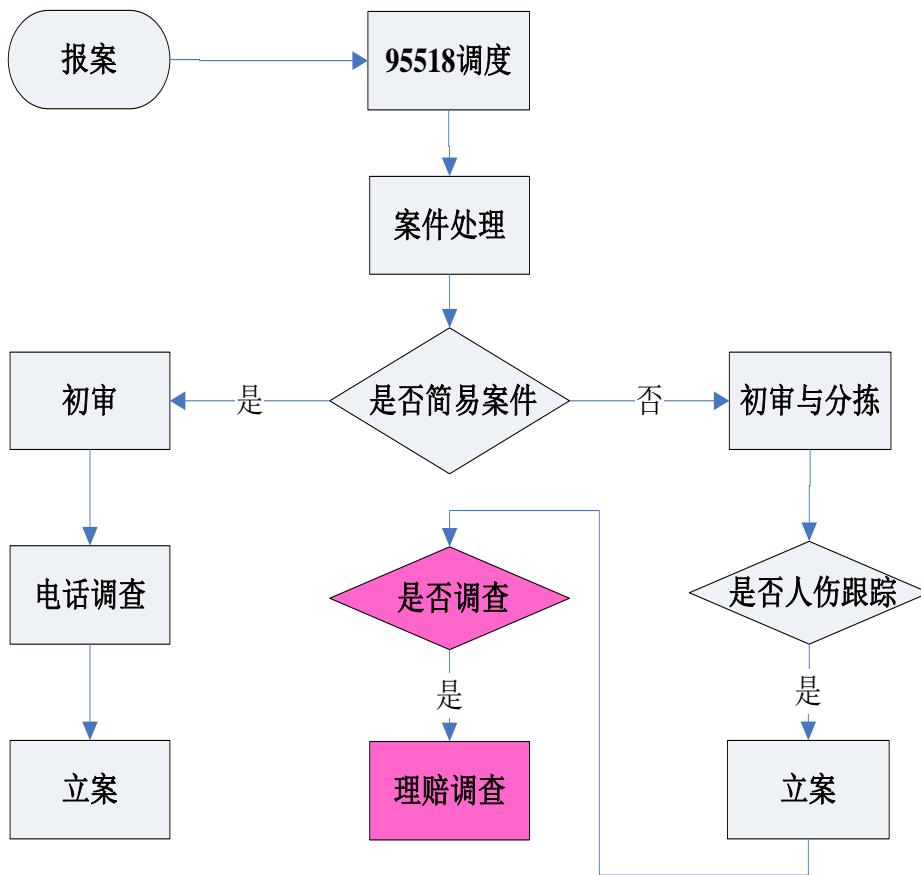 报案
95518调度
案件处理
初审
是
是否简易案件
否
初审与分拣
电话调查
是否调查
是否人伤跟踪
是
是
立案
理赔调查
立案